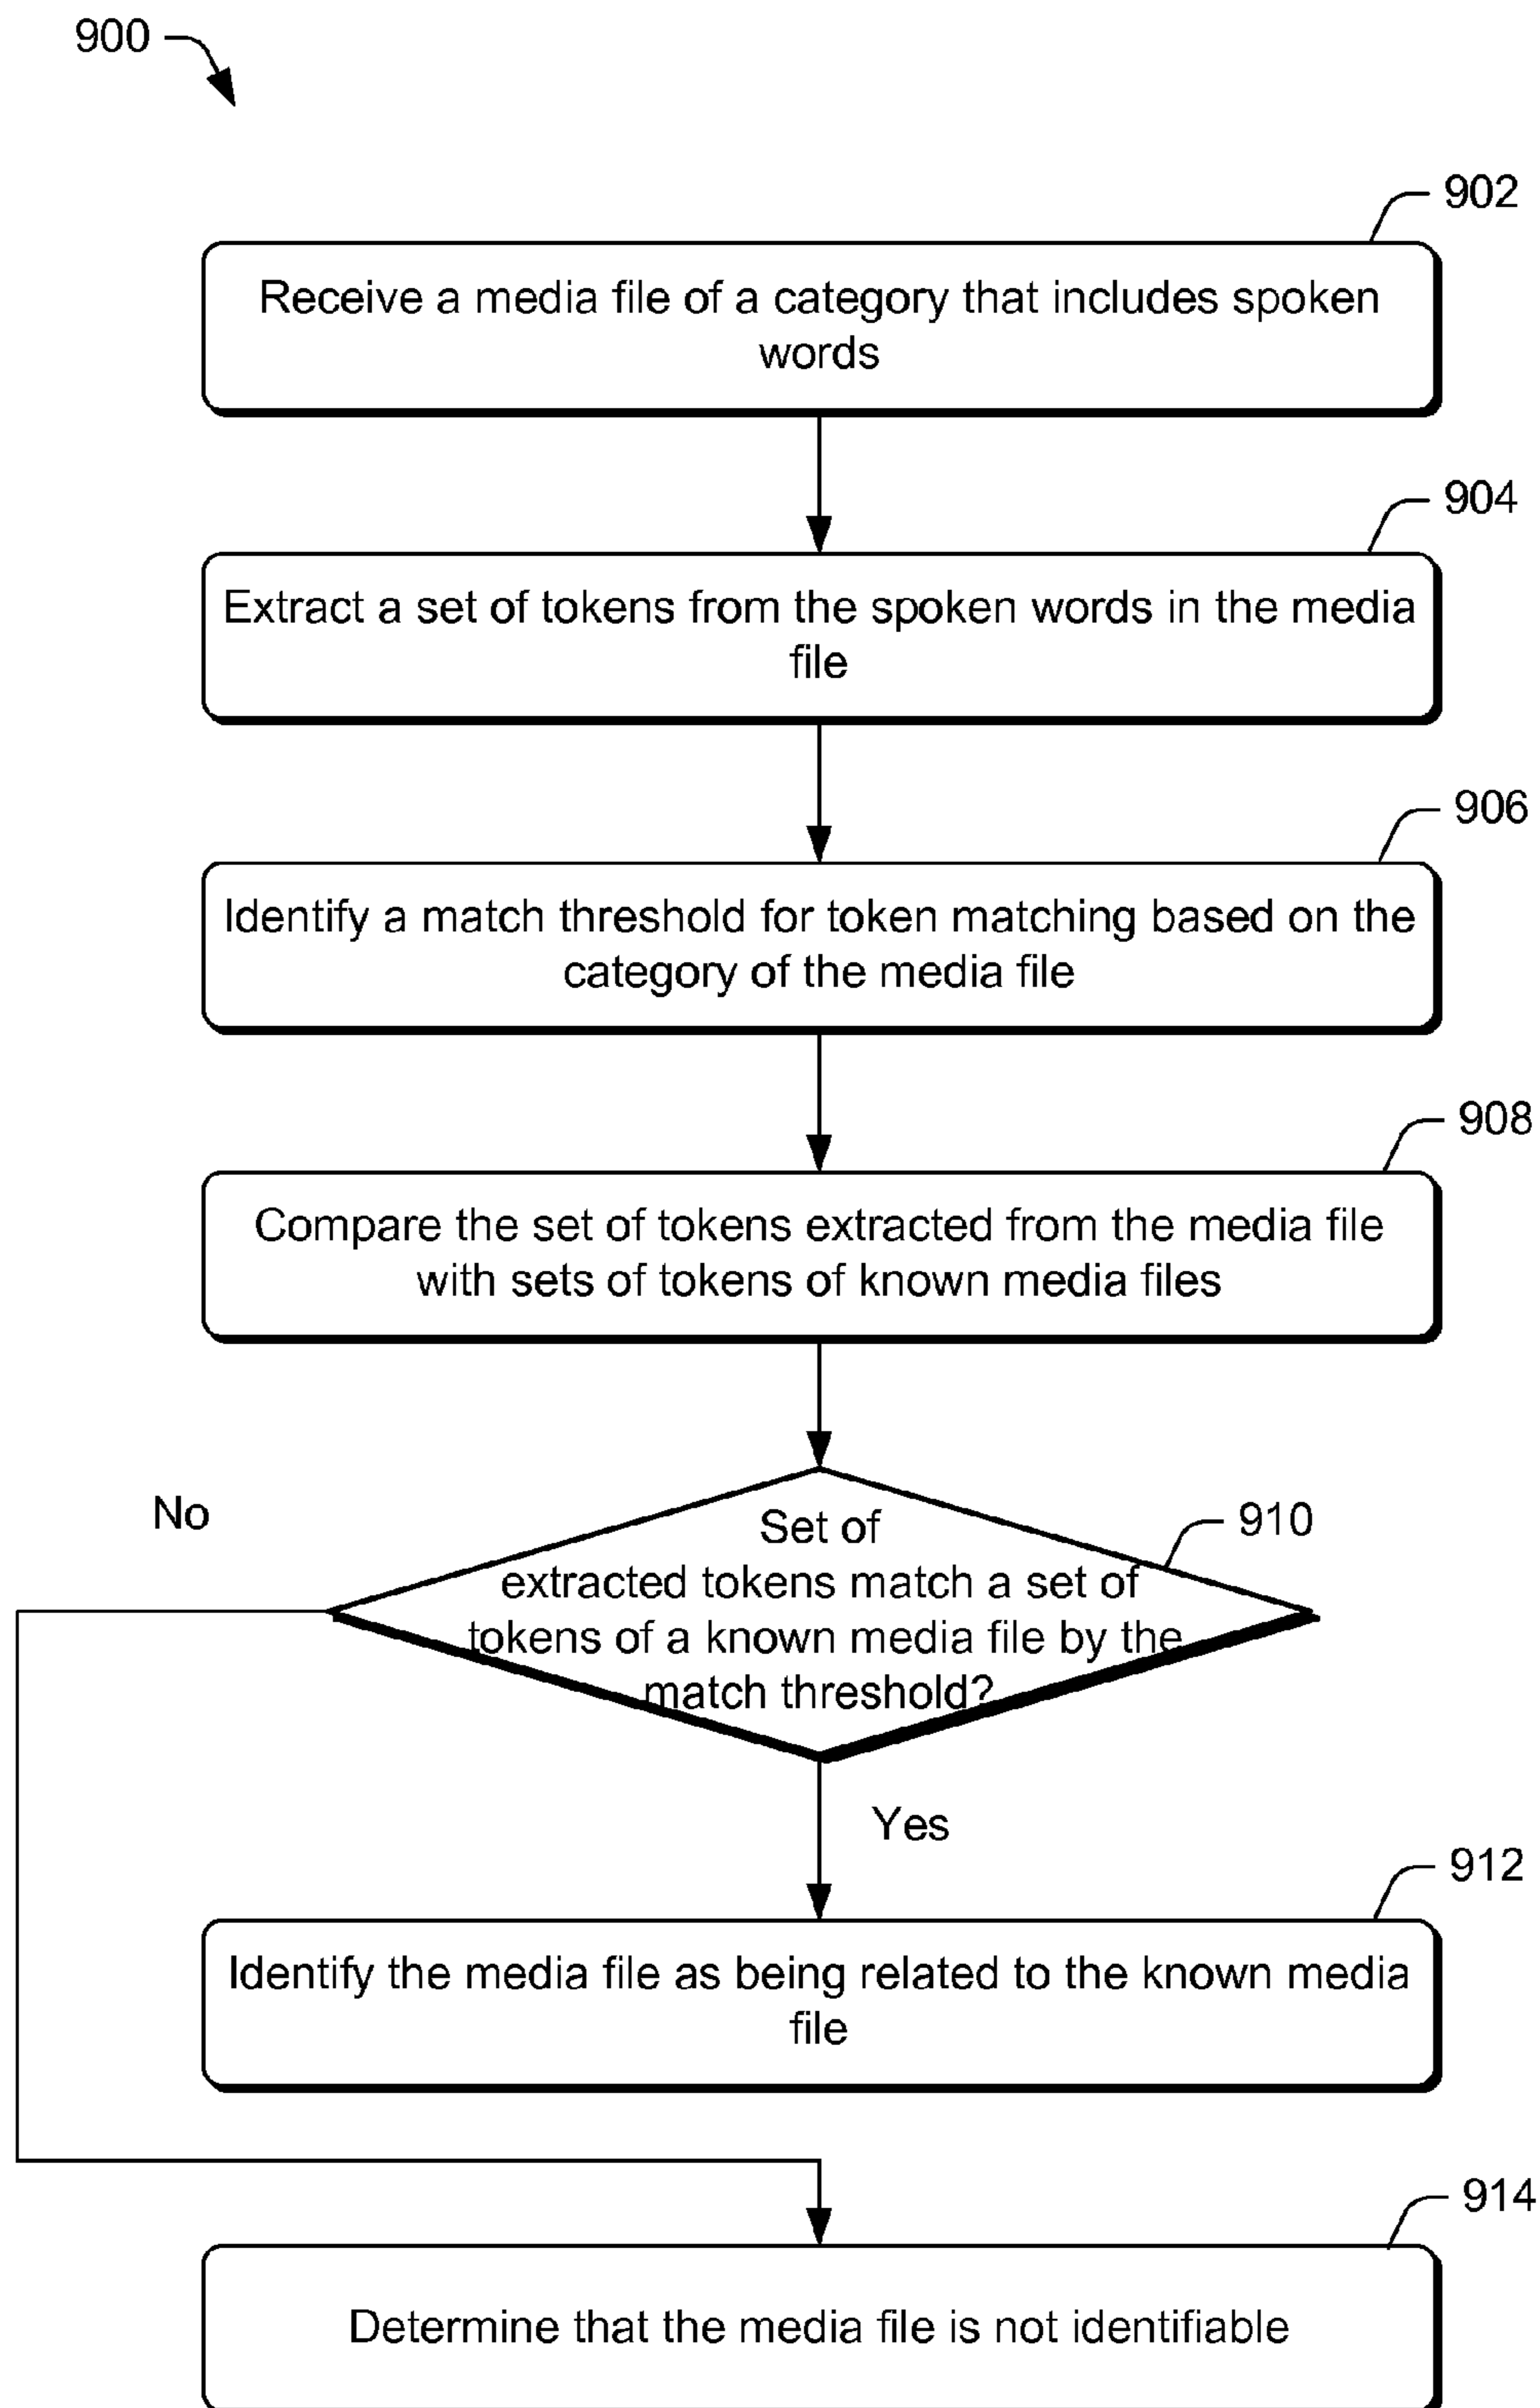 900
902
Receive a media file of a category that includes spoken
words
904
Extract a set of tokens from the spoken words in the media
file
906
Identify a match threshold for token matching based on the
category of the media file
908
Compare the set of tokens extracted from the media file
with sets of tokens of known media files
No
910
Set of
extracted tokens match a set of
tokens of a known media file by the
match threshold?
Yes
912
Identify the media file as being related to the known media
file
914
Determine that the media file is not identifiable